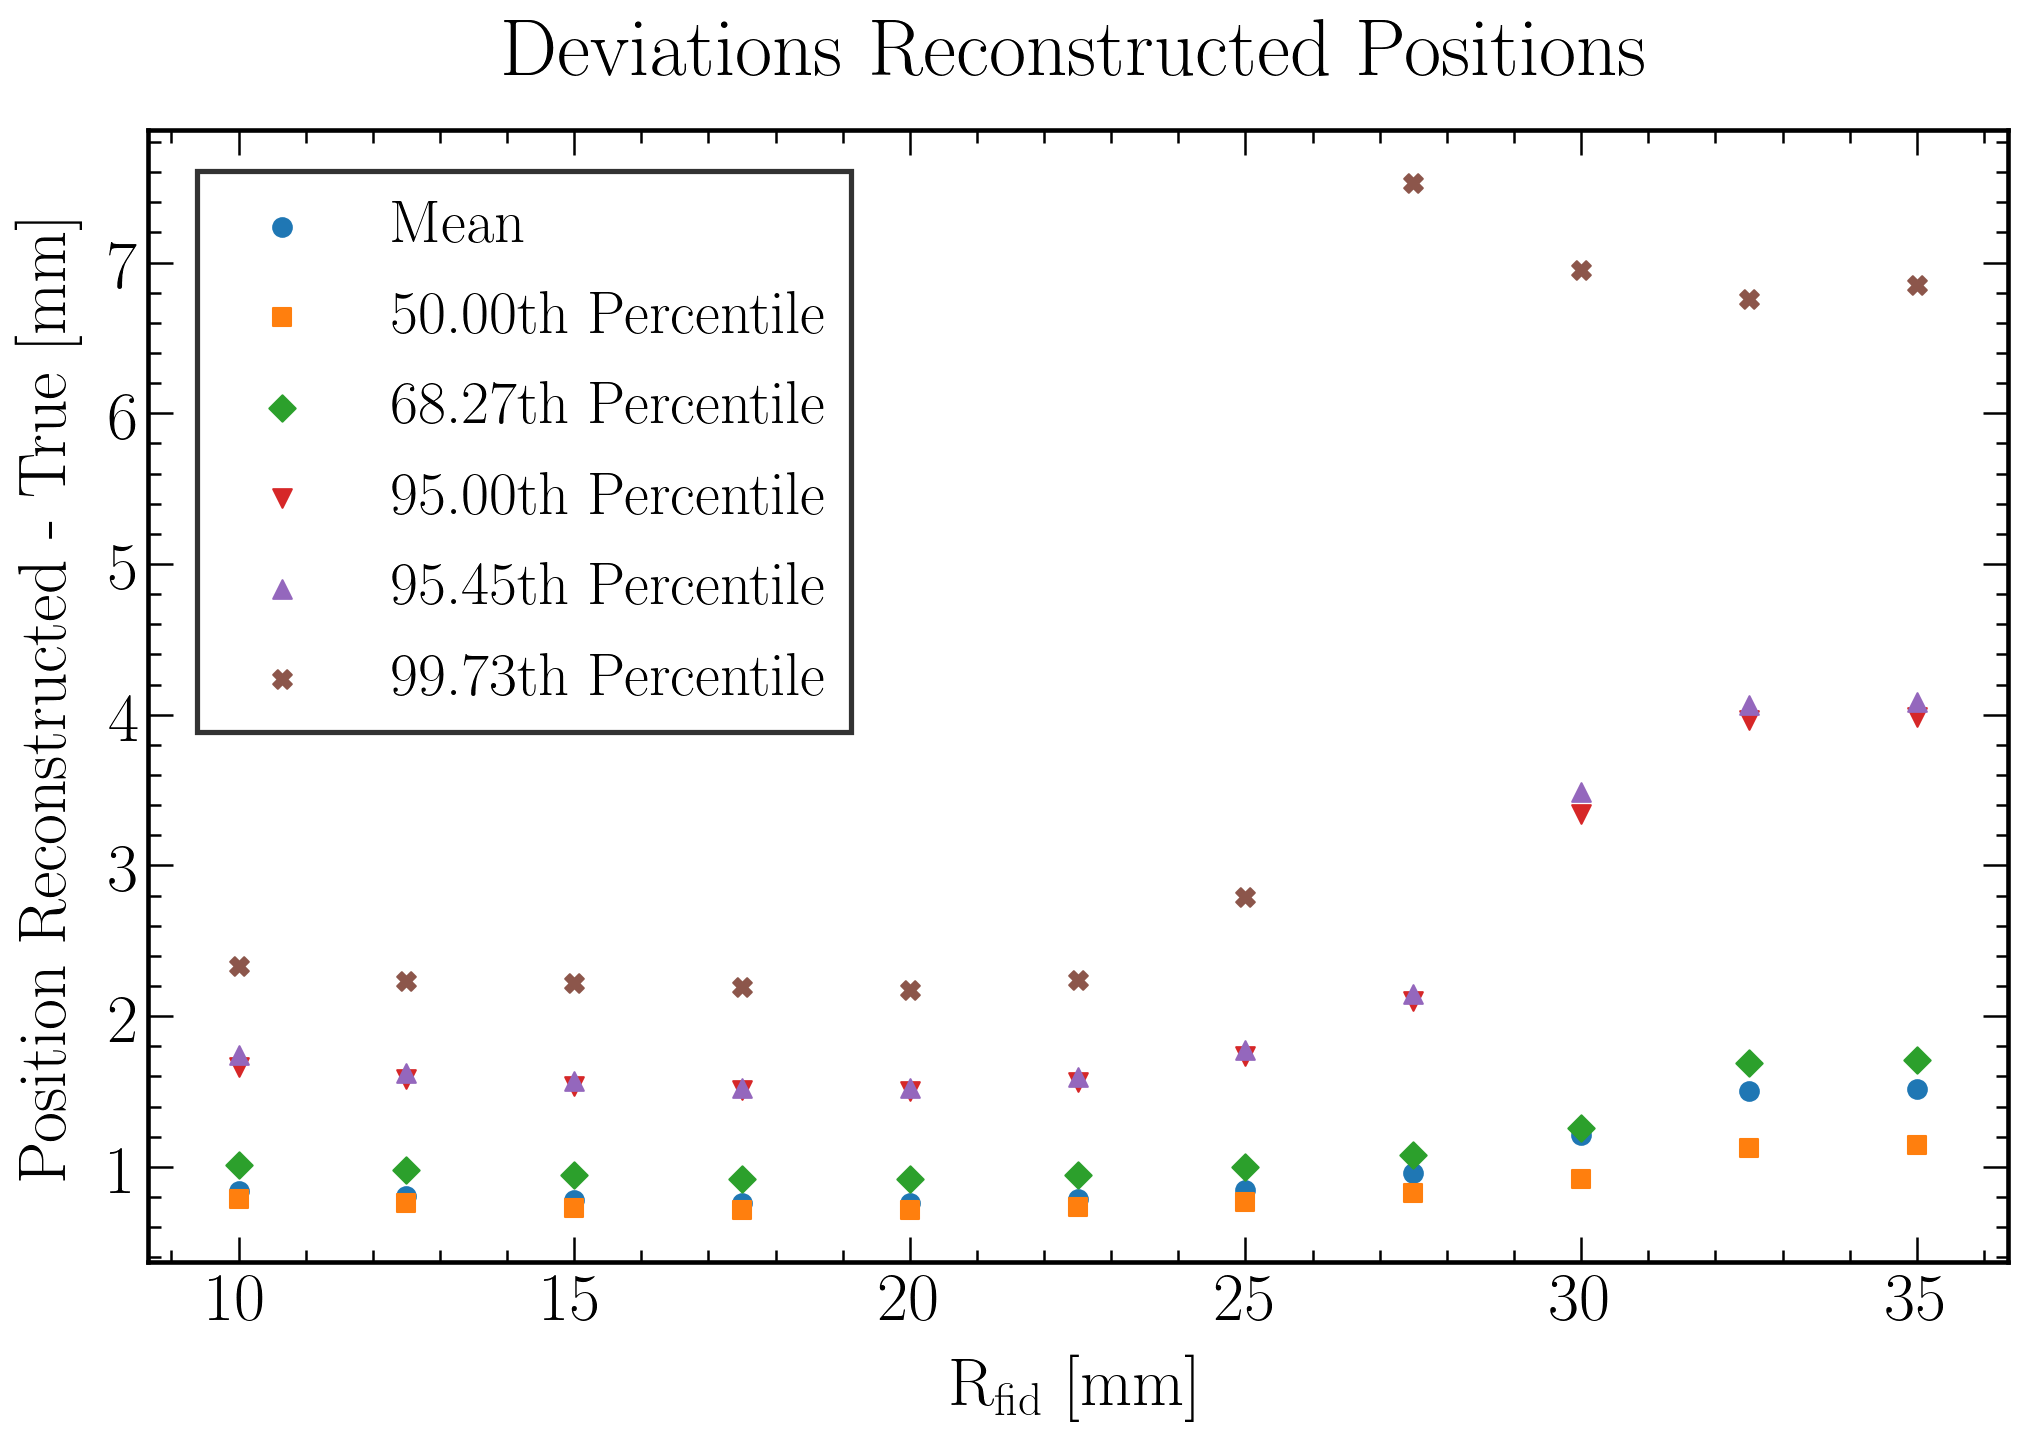 Deviations Reconstructed Positions
Position Reconstructed - True [mm]
7
6
5
4
3
2
1
Mean
50.00th Percentile
68.27th Percentile
95.00th Percentile
95.45th Percentile
99.73th Percentile
10 15 20 25 30 35
R_fid [mm]